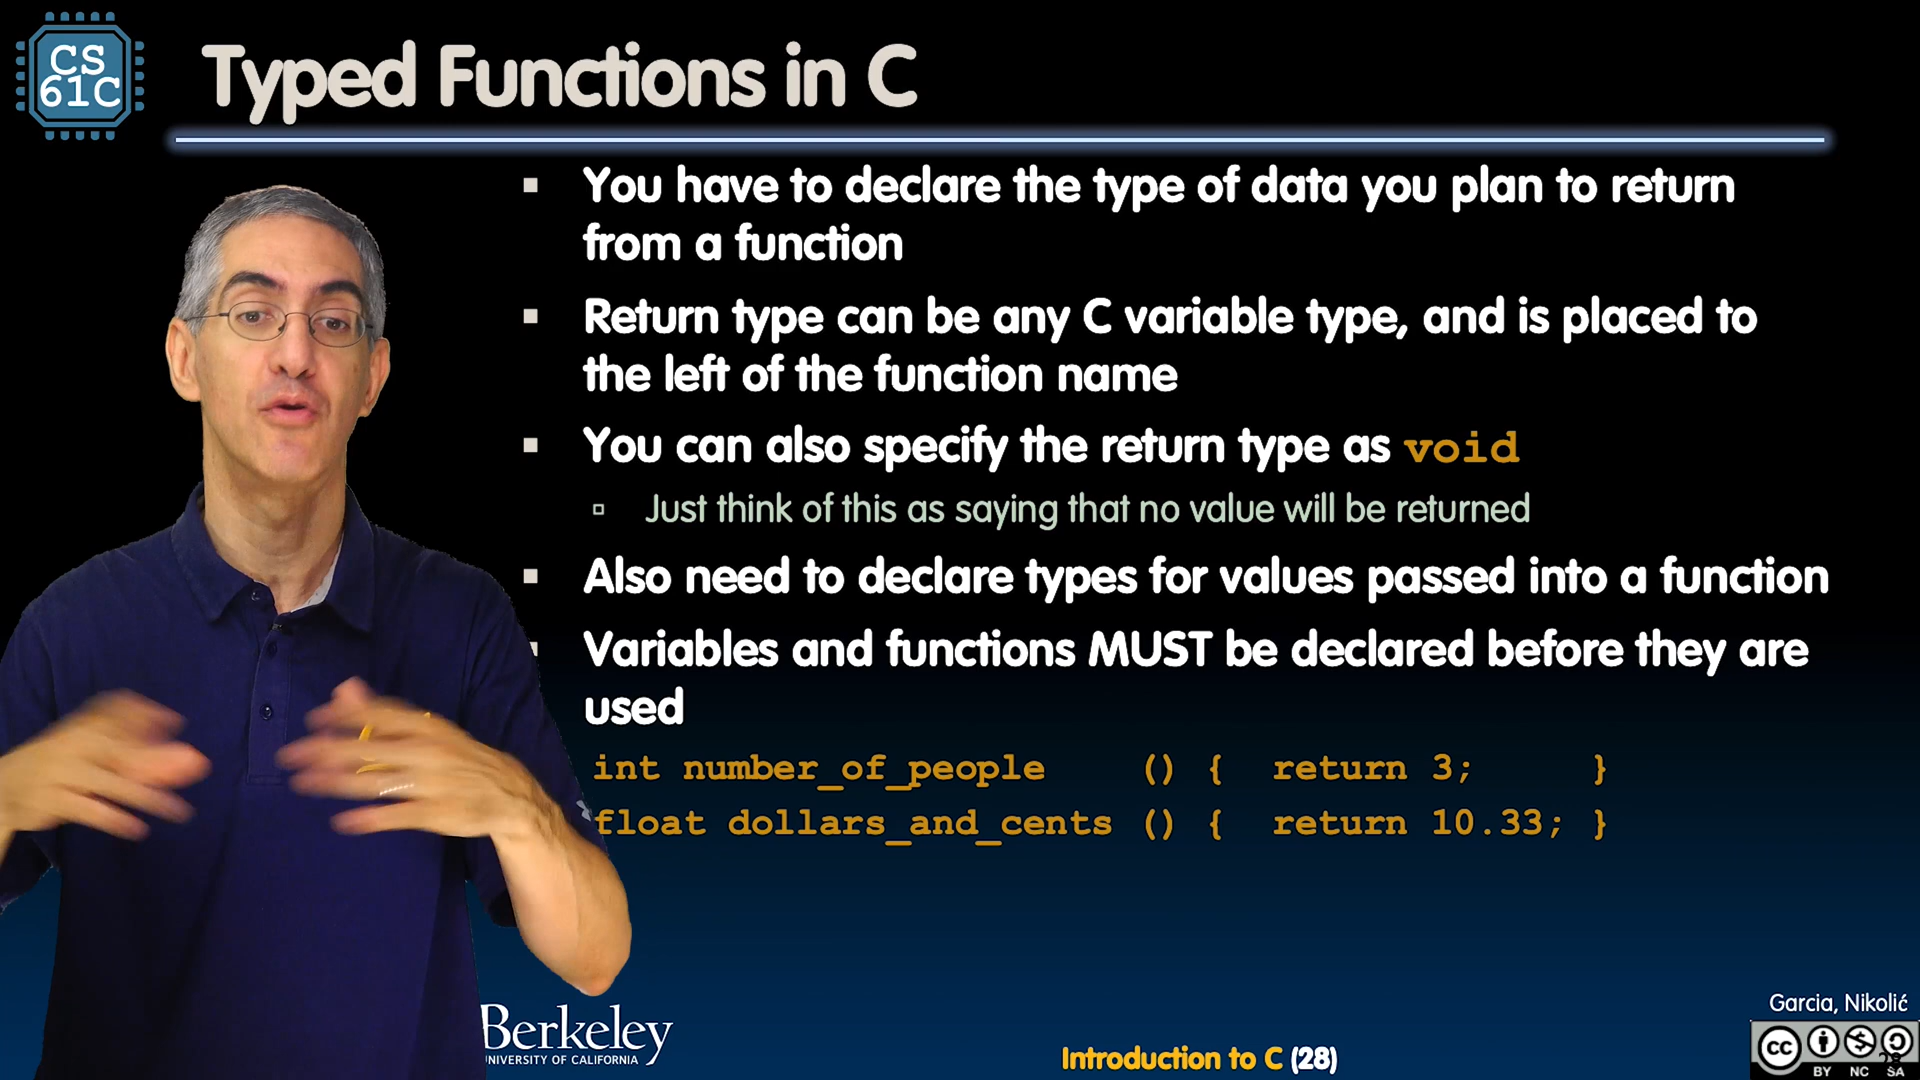 CS
61C
Typed Functions in C
You have to declare the type of data you plan to return
from a function
Return type can be any C variable type, and is placed to
the left of the function name
You can also specify the return type as void
Just think of this as saying that no value will be returned
Also need to declare types for values passed into a function
Variables and functions MUST be declared before they are
used
int number_of_people () { return 3; }
float dollars_and_cents () { return 10.33; }
Berkeley
UNIVERSITY OF CALIFORNIA
Introduction to C (28)
Garcia, Nikolić
cc
BY NC SA
28